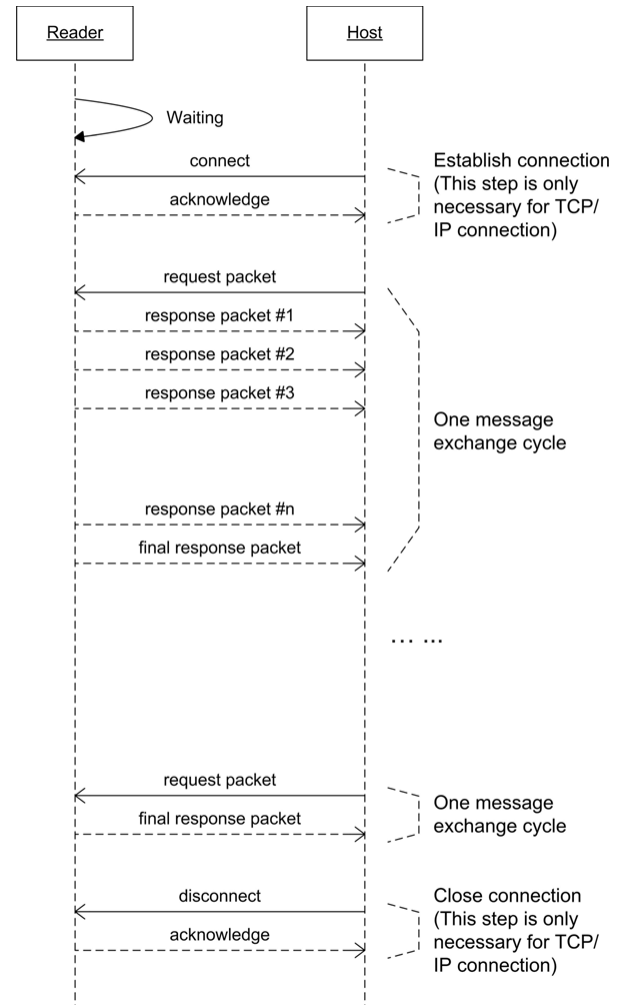 Reader
Host
Waiting
connect
acknowledge
Establish connection
(This step is only
necessary for TCP/
IP connection)
request packet
response packet #1
response packet #2
response packet #3
response packet #n
final response packet
One message
exchange cycle
... ...
request packet
final response packet
One message
exchange cycle
disconnect
acknowledge
Close connection
(This step is only
necessary for TCP/
IP connection)